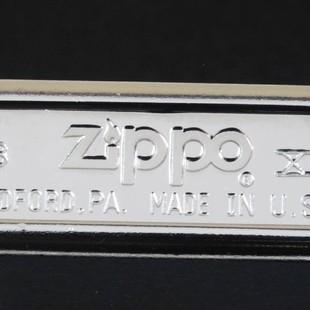 Zippo ®
DFORD, PA. MADE IN U.S